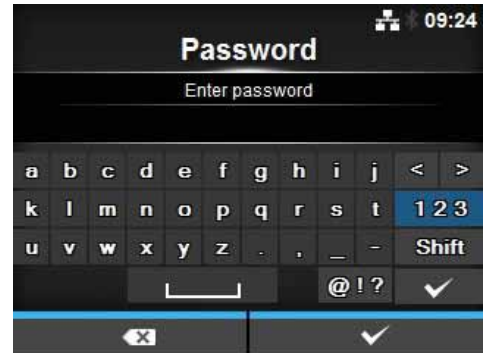 09:24
Password
Enter password
a b c d e f g h i j < >
k l m n o p q r s t 123
u v w x y z . , _ - Shift
@!?